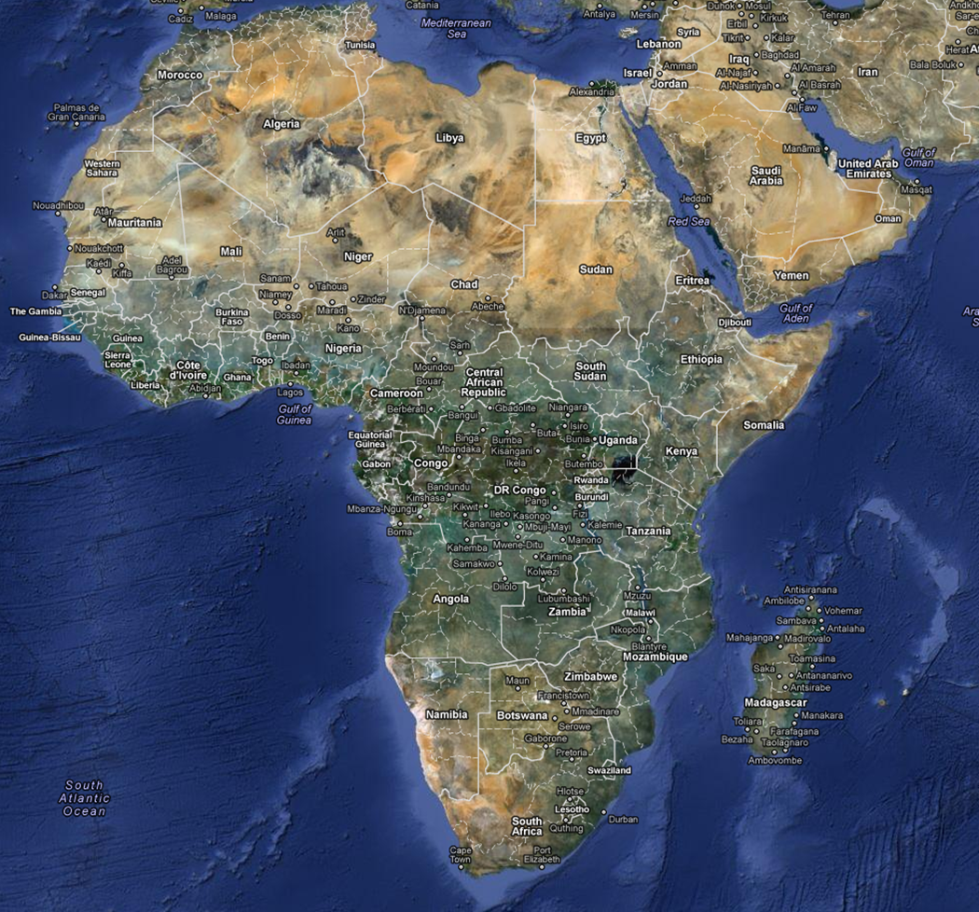 Cadiz
Malaga
Catania
Mediterranean
Sea
Antalya
Mersin
Duhok
Mosul
Erbil
Kirkuk
Tehran
Syria
Tikrit
Kalar
Lebanon
Iraq
Baghdad
Herat
Tunisia
Morocco
Israel
Amman
Jordan
Al-Najaf
Al Amarah
Al-Nasiriyah
Al Basrah
Iran
Bala Boluk
Alexandria
Al Faw
Palmas de
Gran Canaria
Algeria
Libya
Egypt
Manāma
Gulf of
Oman
Western
Sahara
Saudi
Arabia
United Arab
Emirates
Masqat
Nouadhibou
Atâr
Mauritania
Jeddah
Red Sea
Oman
Nouakchott
Kaédi
Kiffa
Adel
Bagrou
Mali
Arlit
Niger
Sudan
Eritrea
Yemen
Dakar
Senegal
Sanam
Niamey
Tahoua
Zinder
Chad
Abeche
The Gambia
Burkina
Faso
Dosso
Maradi
Kano
N'Djamena
Djibouti
Gulf of
Aden
Guinea-Bissau
Guinea
Benin
Nigeria
Sarh
Sierra
Leone
Côte
d'Ivoire
Togo
Ghana
Ibadan
Moundou
Bouar
Central
African
Republic
South
Sudan
Ethiopia
Liberia
Abidjan
Lagos
Cameroon
Gulf of
Guinea
Berbérati
Bangui
Gbadolite
Niangara
Somalia
Equatorial
Guinea
Binga
Bumba
Buta
Isiro
Bunia
Uganda
Kenya
Mbandaka
Kisangani
Gabon
Congo
Ikela
Butembo
Rwanda
Bandundu
DR Congo
Burundi
Kinshasa
Pangi
Mbanza-Ngungu
Kikwit
Ilebo
Kasongo
Fizi
Boma
Kananga
Mbuji-Mayi
Kalemie
Tanzania
Kahemba
Mwene-Ditu
Manono
Samakwo
Kamina
Kolwezi
Dilolo
Angola
Lubumbashi
Zambia
Mzuzu
Malawi
Nkopola
Blantyre
Mozambique
Antisiranana
Ambilobe
Vohemar
Sambava
Antalaha
Mahajanga
Madirovalo
Toamasina
Saka
Antananarivo
Antsirabe
Madagascar
Manakara
Toliara
Farafagana
Bezaha
Taolagnaro
Ambovombe
Zimbabwe
Maun
Francistown
Namibia
Botswana
Mmadinare
Serowe
Gaborone
Pretoria
Swaziland
South
Atlantic
Ocean
Hlotse
Lesotho
South
Africa
Quthing
Durban
Cape
Town
Port
Elizabeth